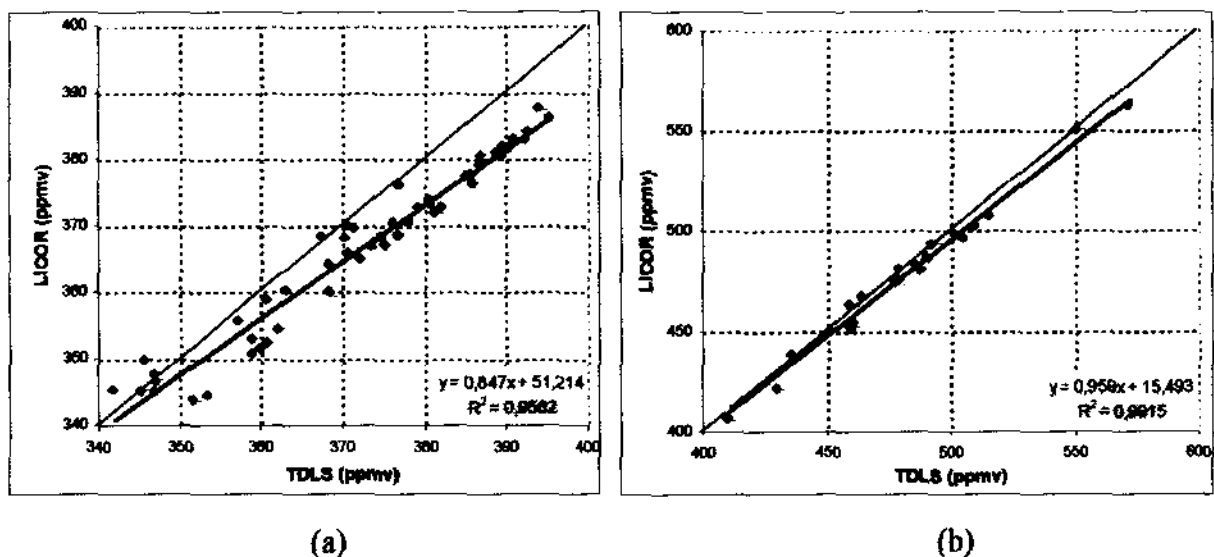 400
390
380
370
360
350
340
LICOR (ppmv)
340 350 360 370 380 390 400
TDLS (ppmv)
y = 0,847x + 51,214
R² = 0,9562
(a)
600
550
500
450
400
LICOR (ppmv)
400 450 500 550 600
TDLS (ppmv)
y = 0,959x + 15,493
R² = 0,9915
(b)